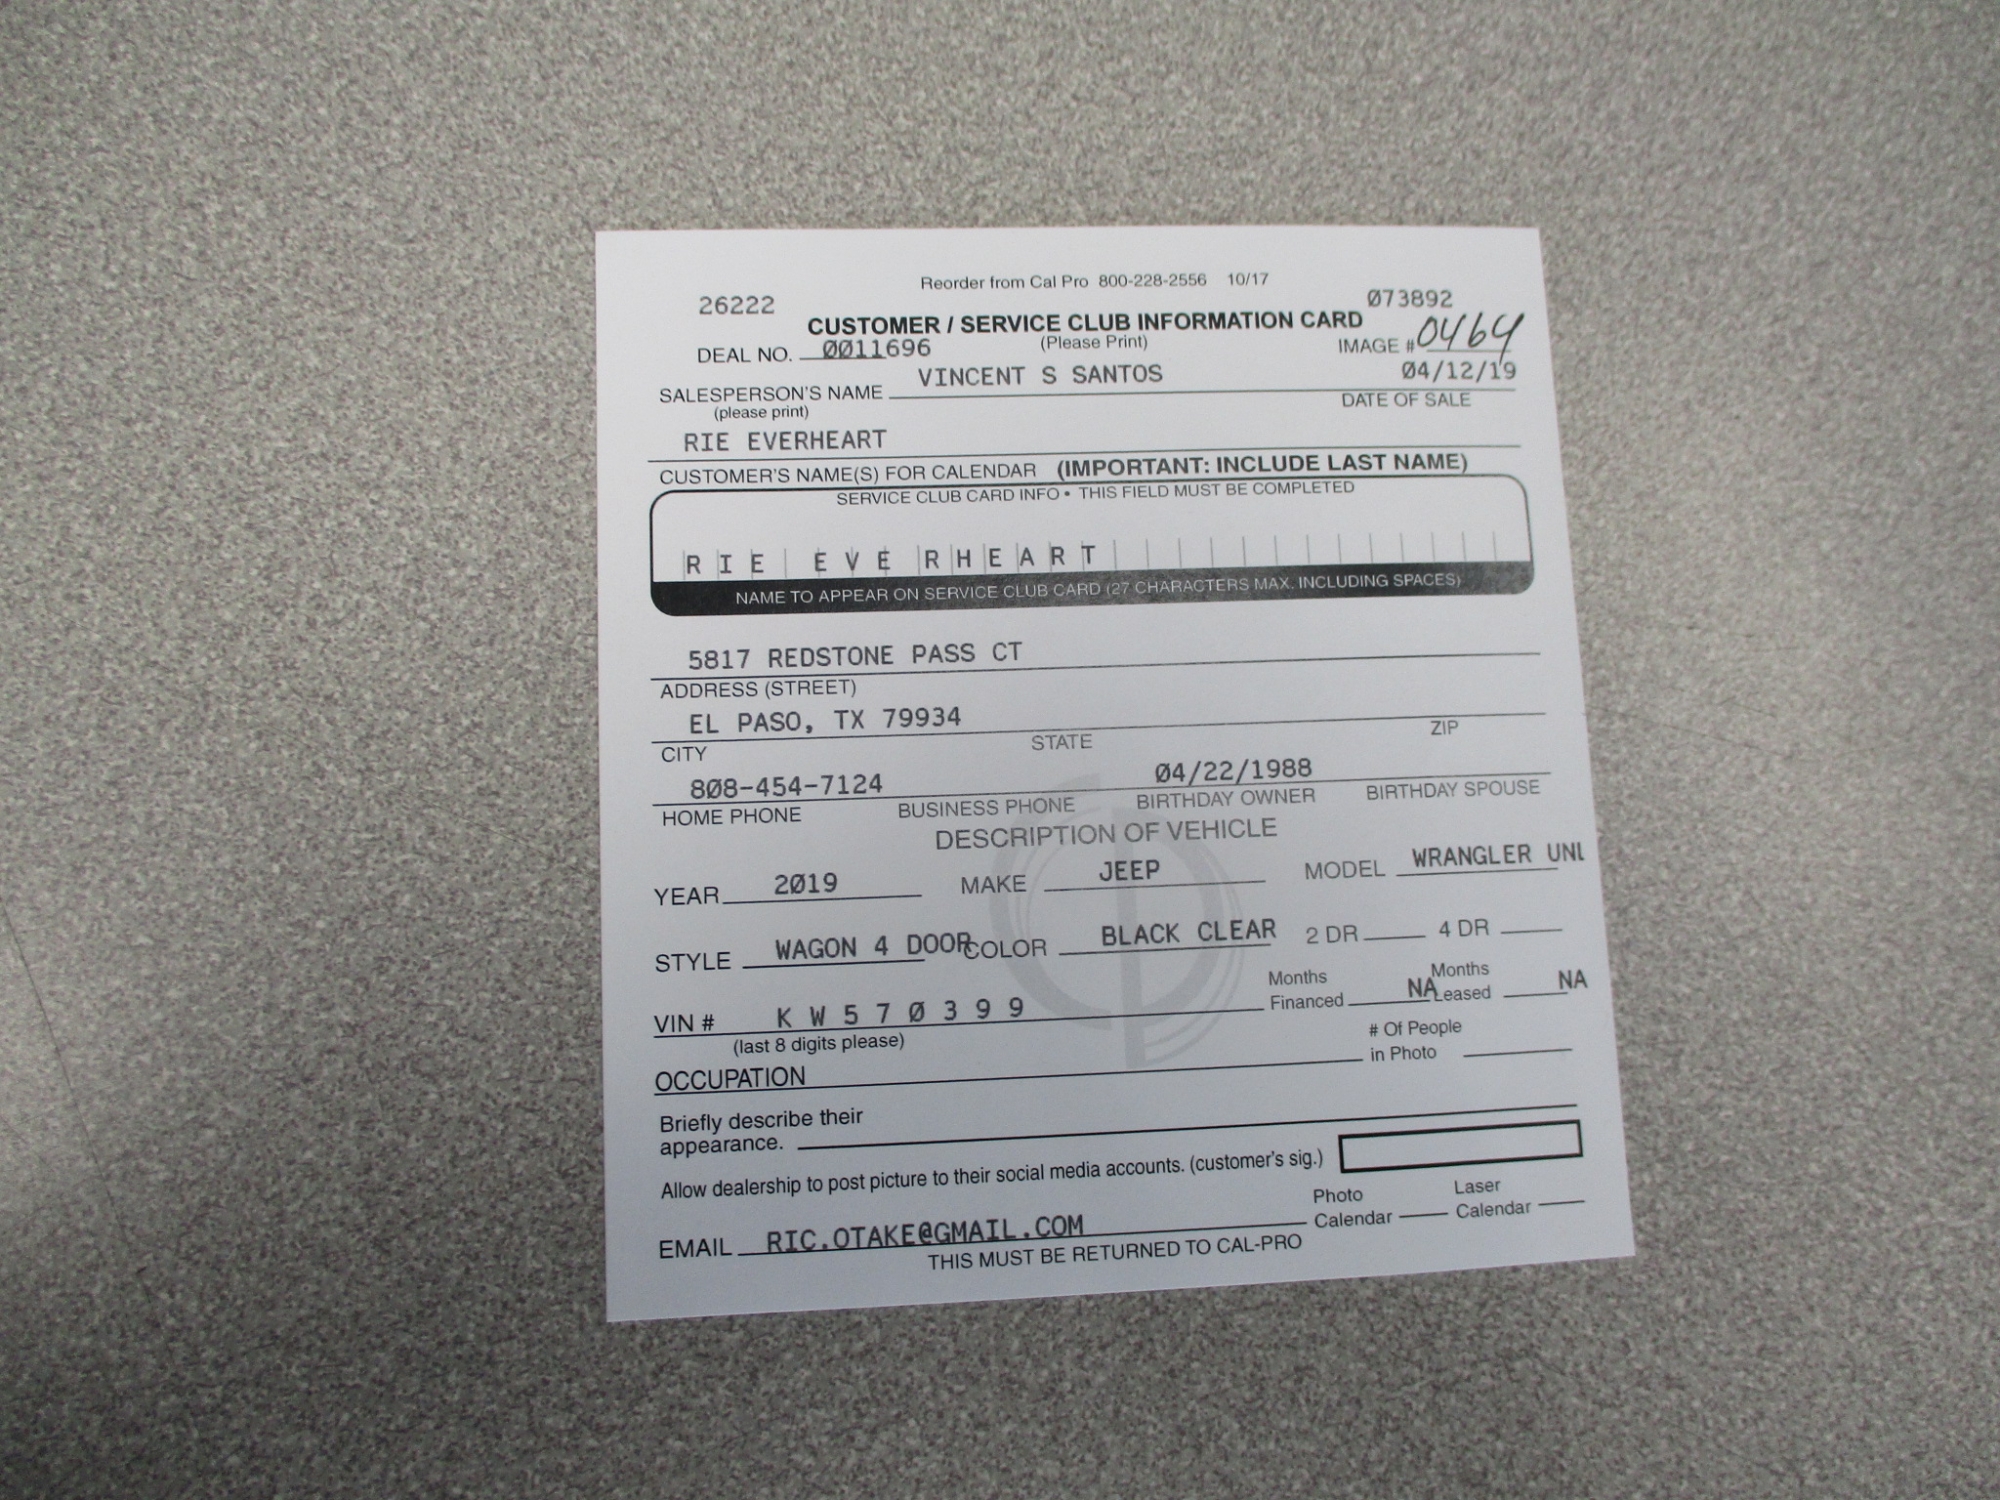 Reorder from Cal Pro 800-228-2556 10/17
26222 Ø73892
CUSTOMER / SERVICE CLUB INFORMATION CARD
DEAL NO. ØØ11696 (Please Print) IMAGE # 0464
SALESPERSON'S NAME VINCENT S SANTOS Ø4/12/19
(please print) DATE OF SALE
RIE EVERHEART
CUSTOMER'S NAME(S) FOR CALENDAR (IMPORTANT: INCLUDE LAST NAME)
SERVICE CLUB CARD INFO • THIS FIELD MUST BE COMPLETED
R I E E V E R H E A R T
NAME TO APPEAR ON SERVICE CLUB CARD (27 CHARACTERS MAX. INCLUDING SPACES)
5817 REDSTONE PASS CT
ADDRESS (STREET)
EL PASO, TX 79934
CITY STATE ZIP
8Ø8-454-7124 Ø4/22/1988
HOME PHONE BUSINESS PHONE BIRTHDAY OWNER BIRTHDAY SPOUSE
DESCRIPTION OF VEHICLE
YEAR 2Ø19 MAKE JEEP MODEL WRANGLER UNL
STYLE WAGON 4 DOOR COLOR BLACK CLEAR 2 DR 4 DR
VIN # K W 5 7 Ø 3 9 9 Months Financed NA Months Leased NA
(last 8 digits please)
OCCUPATION # Of People in Photo
Briefly describe their
appearance.
Allow dealership to post picture to their social media accounts. (customer's sig.)
Photo Calendar Laser Calendar
EMAIL RIC.OTAKE@GMAIL.COM
THIS MUST BE RETURNED TO CAL-PRO